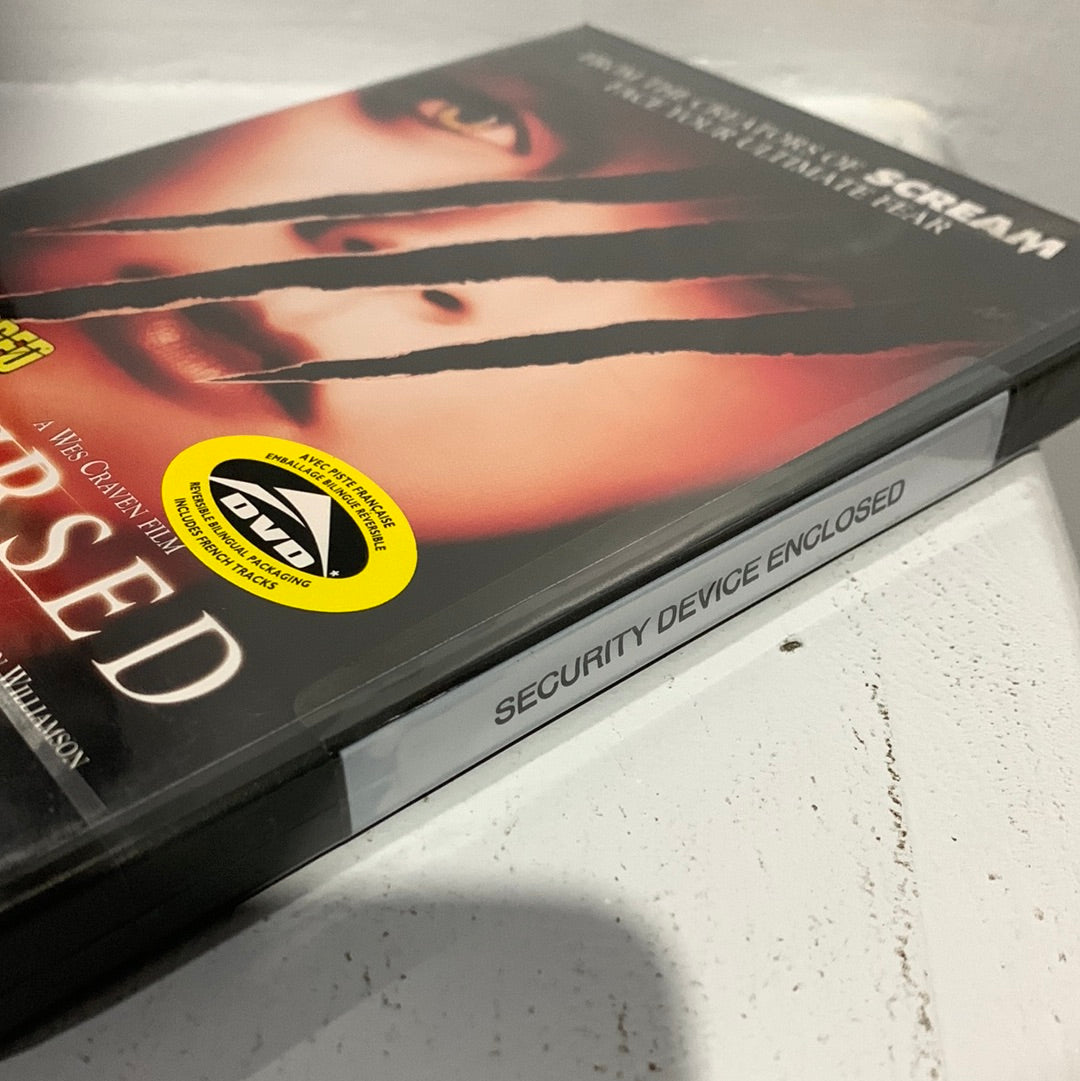 FROM THE CREATORS OF SCREAM
FACE YOUR ULTIMATE FEAR
A WES CRAVEN FILM
RSED
WILLIAMSON
AVEC PISTE FRANÇAISE
EMBALLAGE BILINGUE RÉVERSIBLE
DVD
REVERSIBLE BILINGUAL PACKAGING
INCLUDES FRENCH TRACKS
SECURITY DEVICE ENCLOSED